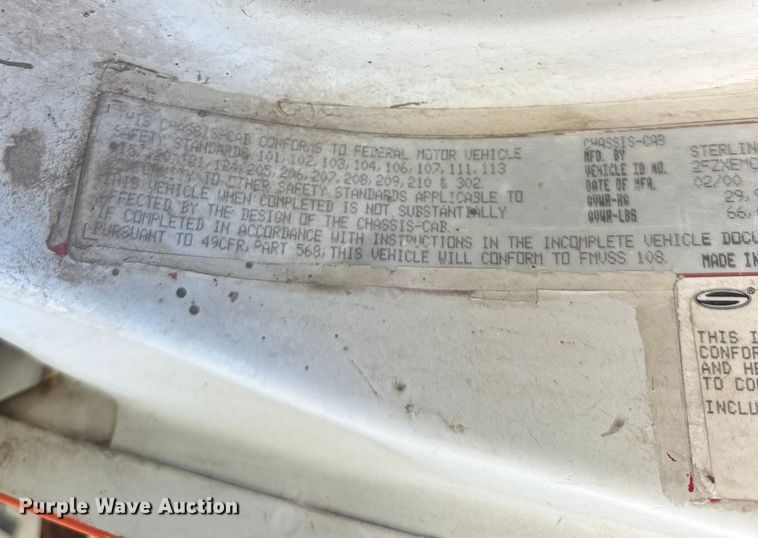 THIS CHASSIS-CAB CONFORMS TO FEDERAL MOTOR VEHICLE
SAFETY STANDARDS 101, 102, 103, 104, 106, 107, 111, 113
124, 205, 206, 207, 208, 209, 210 & 302.
CONFORMITY TO OTHER SAFETY STANDARDS APPLICABLE TO
THIS VEHICLE WHEN COMPLETED IS NOT SUBSTANTIALLY
AFFECTED BY THE DESIGN OF THE CHASSIS-CAB.
IF COMPLETED IN ACCORDANCE WITH INSTRUCTIONS IN THE INCOMPLETE VEHICLE DOCU
PURSUANT TO 49CFR, PART 568, THIS VEHICLE WILL CONFORM TO FMVSS 108.
CHASSIS-CAB
MFD. BY STERLIN
VEHICLE ID NO. 2FZXEMC
DATE OF MFR. 02/00
GVWR-KG 29,9
GVWR-LBS 66,
MADE IN
S ®
THIS I
CONFOR
AND HE
TO CO
INCLU
Purple Wave Auction